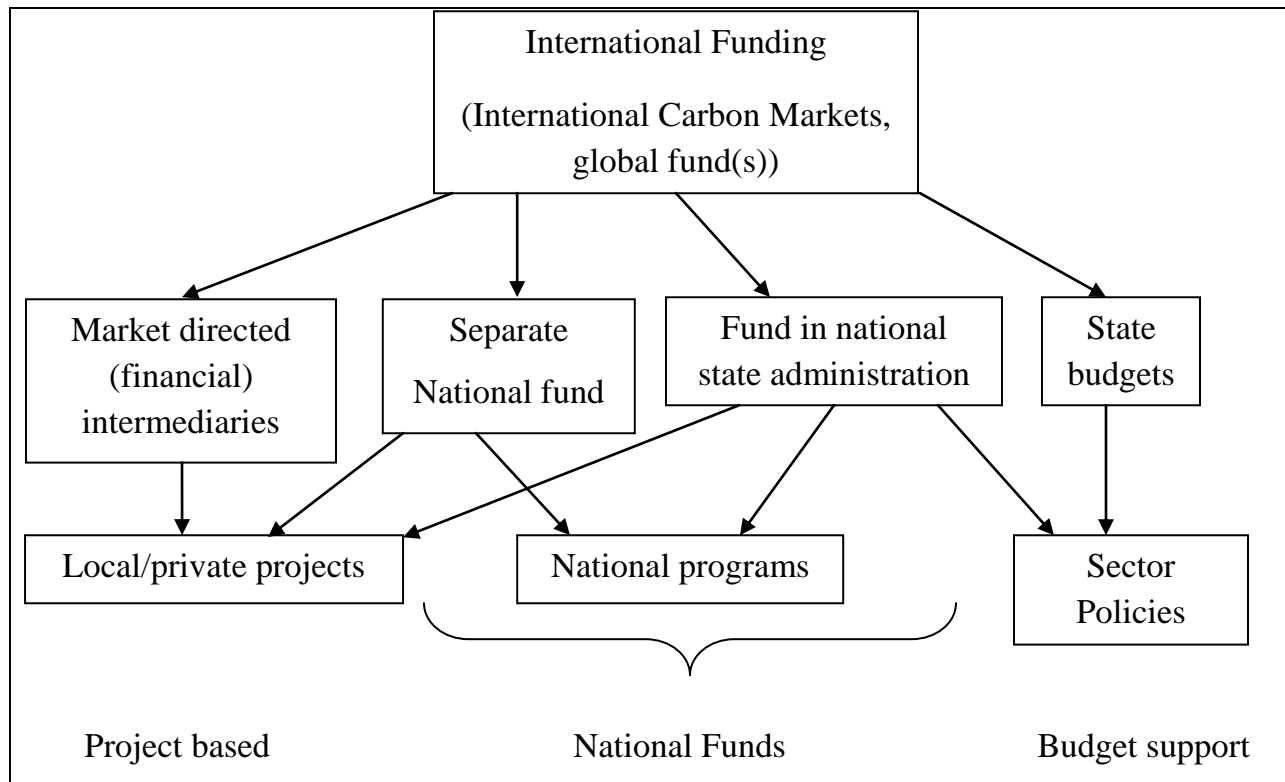 International Funding
(International Carbon Markets,
global fund(s))
Market directed
(financial)
intermediaries
Separate
National fund
Fund in national
state administration
State
budgets
Local/private projects
National programs
Sector
Policies
Project based
National Funds
Budget support